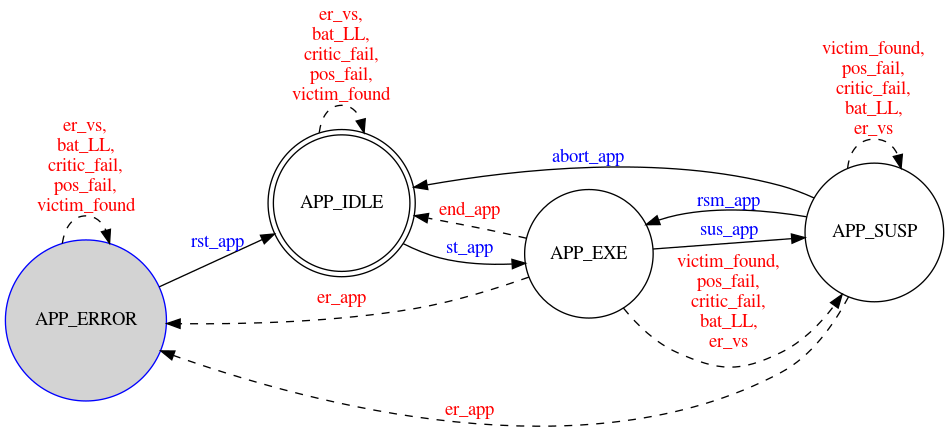 er_vs,
bat_LL,
critic_fail,
pos_fail,
victim_found
APP_ERROR
rst_app
er_vs,
bat_LL,
critic_fail,
pos_fail,
victim_found
APP_IDLE
abort_app
end_app
st_app
er_app
APP_EXE
rsm_app
sus_app
victim_found,
pos_fail,
critic_fail,
bat_LL,
er_vs
victim_found,
pos_fail,
critic_fail,
bat_LL,
er_vs
APP_SUSP
er_app